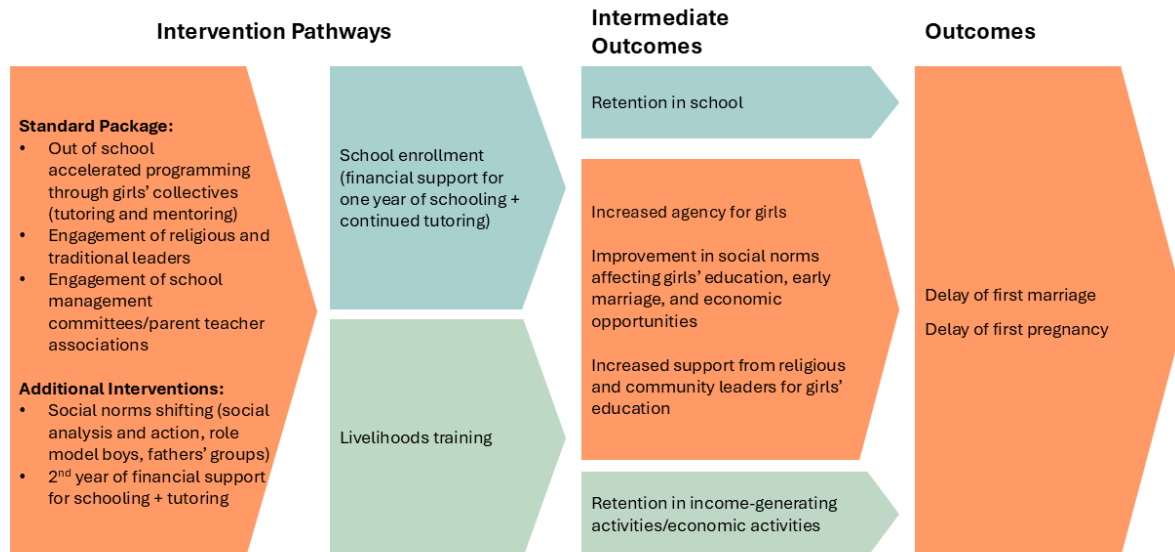 Intervention Pathways
Intermediate
Outcomes
Outcomes
Standard Package:
• Out of school
accelerated programming
through girls' collectives
(tutoring and mentoring)
• Engagement of religious and
traditional leaders
• Engagement of school
management
committees/parent teacher
associations
Additional Interventions:
• Social norms shifting (social
analysis and action, role
model boys, fathers' groups)
• 2nd year of financial support
for schooling + tutoring
School enrollment
(financial support for
one year of schooling +
continued tutoring)
Livelihoods training
Retention in school
Increased agency for girls
Improvement in social norms
affecting girls' education, early
marriage, and economic
opportunities
Increased support from religious
and community leaders for girls'
education
Retention in income-generating
activities/economic activities
Delay of first marriage
Delay of first pregnancy